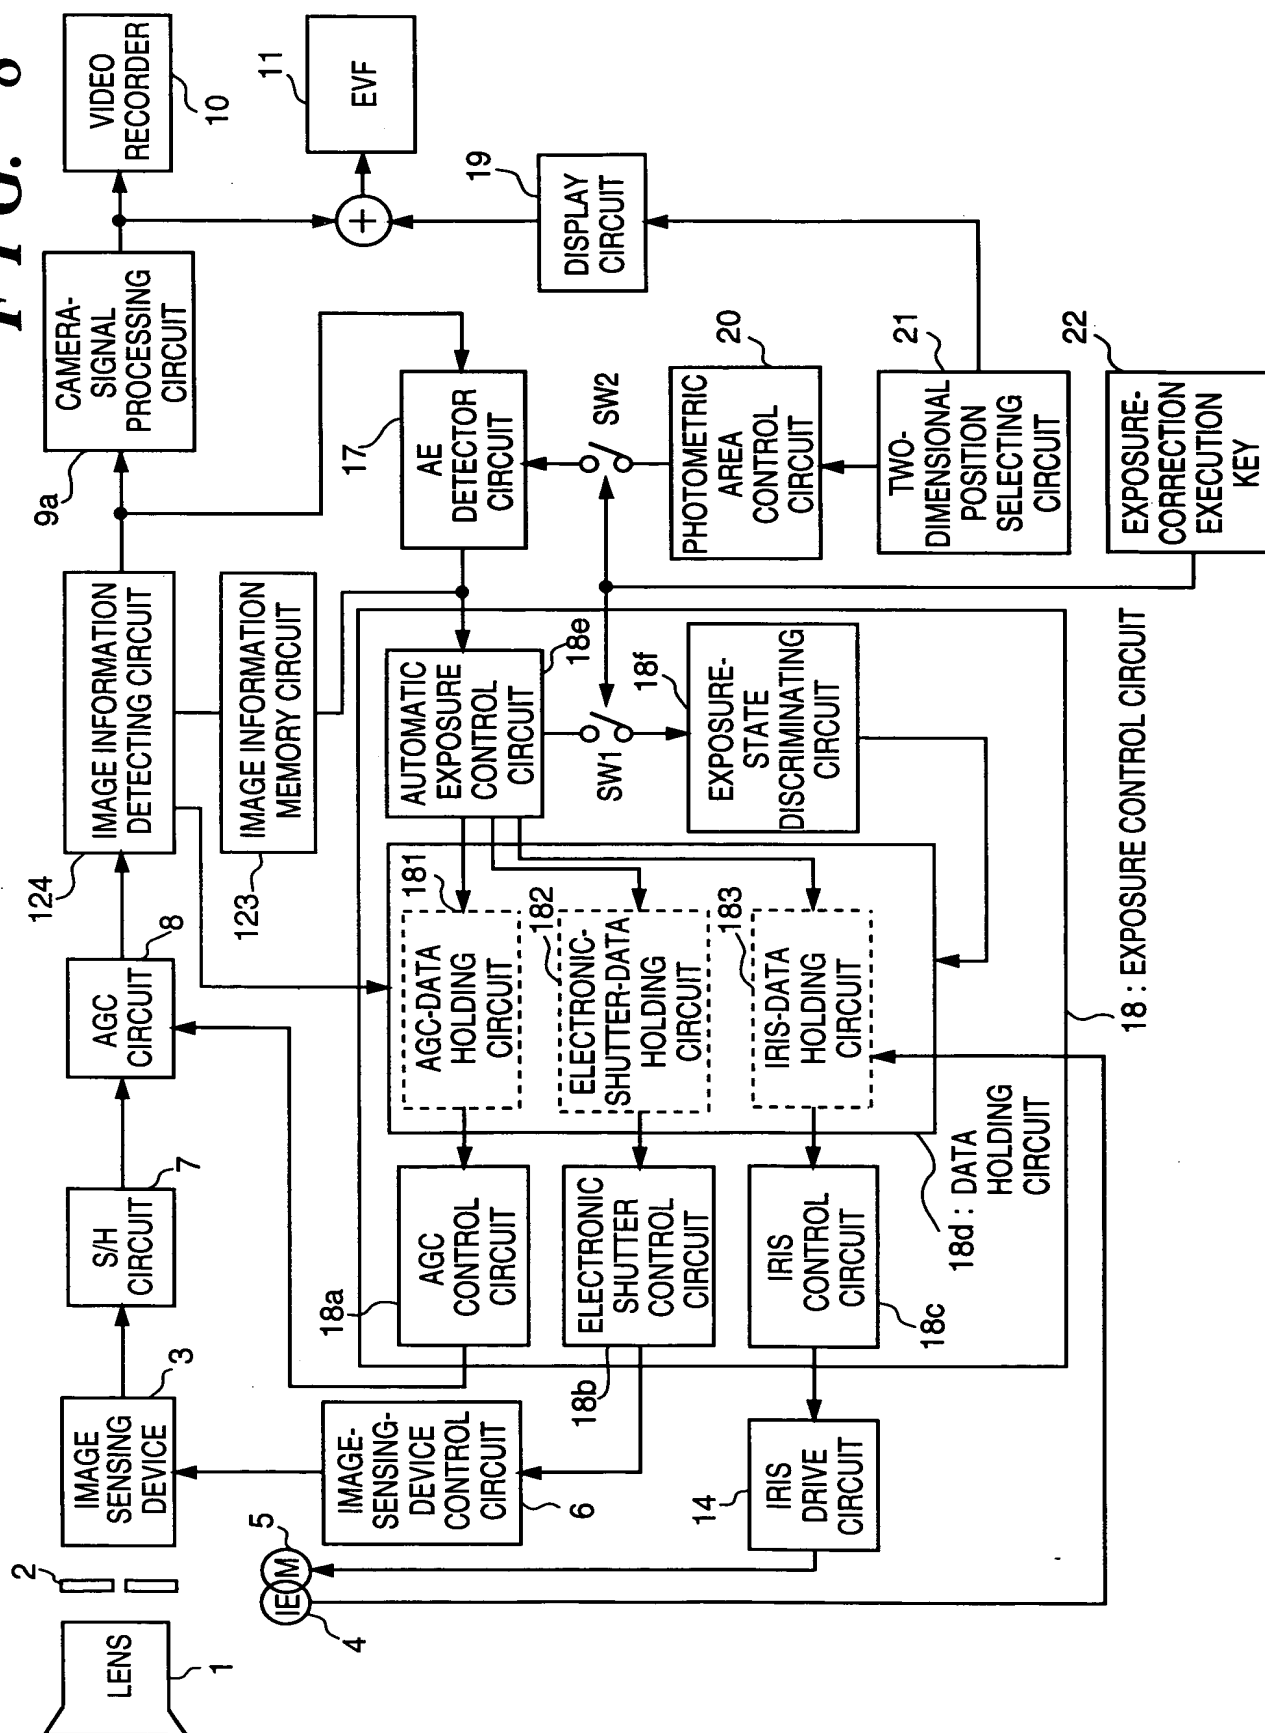 FIG. 8
LENS
1
2
IMAGE
SENSING
DEVICE
3
S/H
CIRCUIT
7
AGC
CIRCUIT
8
IMAGE INFORMATION
DETECTING CIRCUIT
124
CAMERA-
SIGNAL
PROCESSING
CIRCUIT
9a
VIDEO
RECORDER
10
EVF
11
IMAGE INFORMATION
MEMORY CIRCUIT
123
IE
4
M
5
IMAGE-
SENSING-
DEVICE
CONTROL
CIRCUIT
6
AGC
CONTROL
CIRCUIT
18a
AGC-DATA
HOLDING
CIRCUIT
181
AUTOMATIC
EXPOSURE
CONTROL
CIRCUIT
18e
AE
DETECTOR
CIRCUIT
17
+
DISPLAY
CIRCUIT
19
ELECTRONIC
SHUTTER
CONTROL
CIRCUIT
18b
ELECTRONIC-
SHUTTER-DATA
HOLDING
CIRCUIT
182
SW1
SW2
IRIS
DRIVE
CIRCUIT
14
IRIS
CONTROL
CIRCUIT
18c
IRIS-DATA
HOLDING
CIRCUIT
183
EXPOSURE-
STATE
DISCRIMINATING
CIRCUIT
18f
PHOTOMETRIC
AREA
CONTROL
CIRCUIT
20
TWO-
DIMENSIONAL
POSITION
SELECTING
CIRCUIT
21
18d : DATA
HOLDING
CIRCUIT
18 : EXPOSURE CONTROL CIRCUIT
EXPOSURE-
CORRECTION
EXECUTION
KEY
22